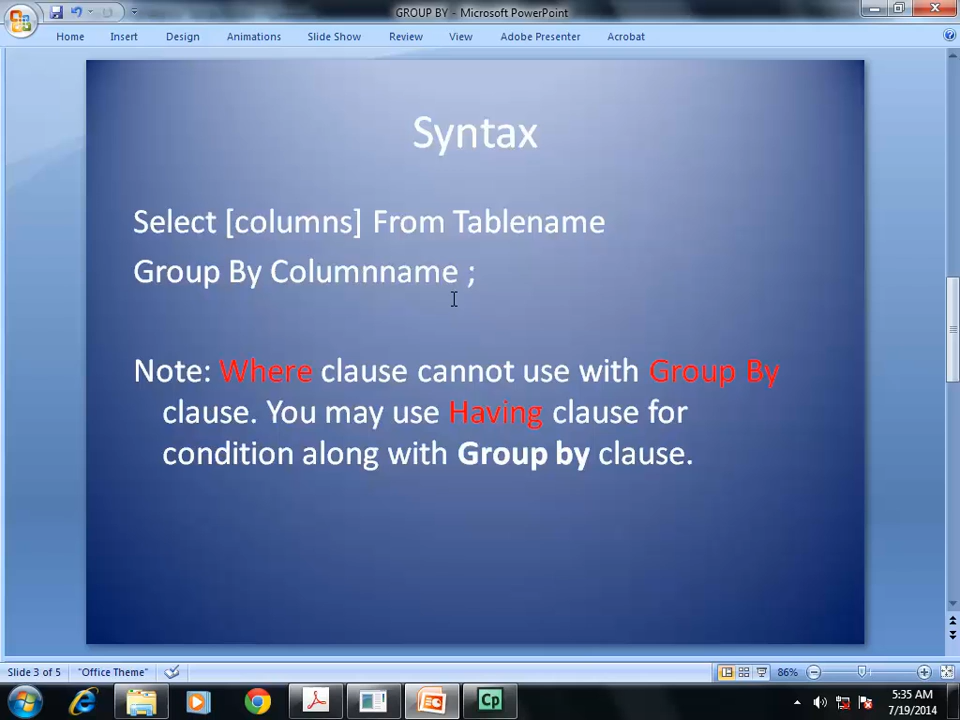 GROUP BY - Microsoft PowerPoint
Home Insert Design Animations Slide Show Review View Adobe Presenter Acrobat
Syntax
Select [columns] From Tablename
Group By Columnname ;
Note: Where clause cannot use with Group By
clause. You may use Having clause for
condition along with Group by clause.
Slide 3 of 5 "Office Theme" 86%
Cp
5:35 AM
7/19/2014